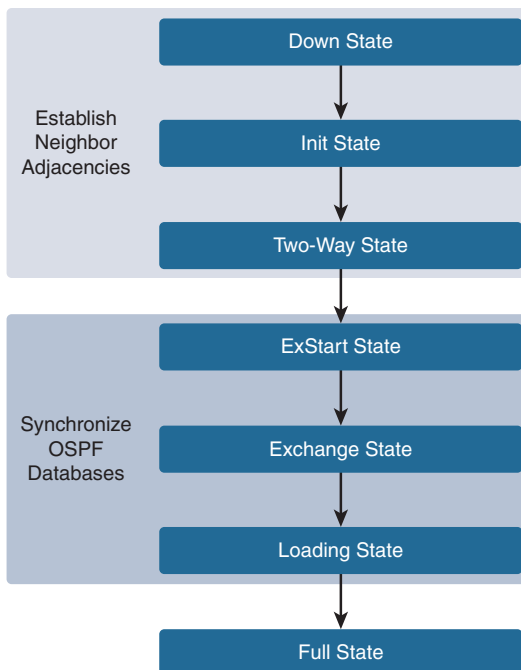 Down State
Establish
Neighbor
Adjacencies
Init State
Two-Way State
ExStart State
Synchronize
OSPF
Databases
Exchange State
Loading State
Full State